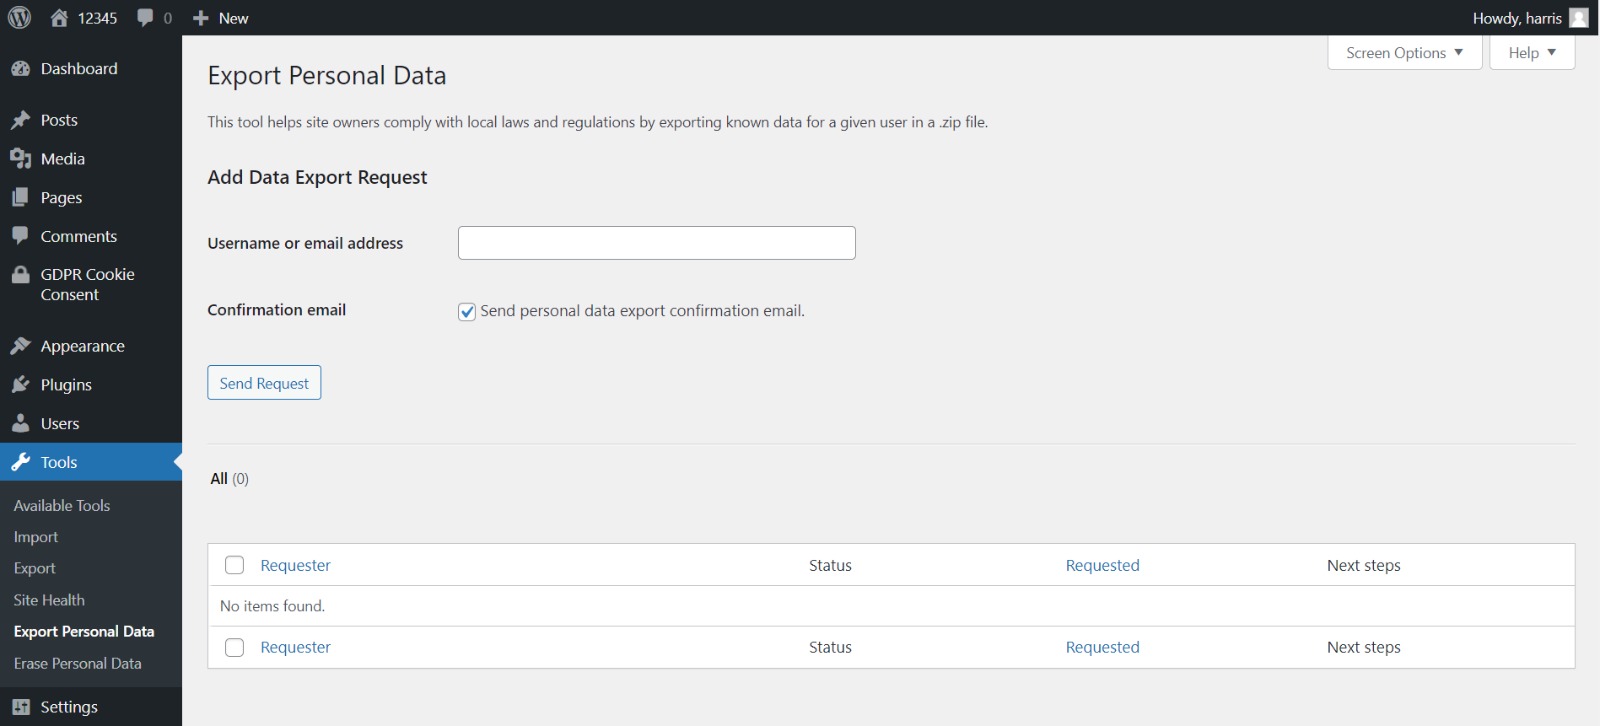 12345 0 New Howdy, harris
Screen Options Help
Dashboard
Posts
Media
Pages
Comments
GDPR Cookie
Consent
Appearance
Plugins
Users
Tools
Available Tools
Import
Export
Site Health
Export Personal Data
Erase Personal Data
Settings
Export Personal Data
This tool helps site owners comply with local laws and regulations by exporting known data for a given user in a .zip file.
Add Data Export Request
Username or email address
Confirmation email Send personal data export confirmation email.
Send Request
All (0)
Requester Status Requested Next steps
No items found.
Requester Status Requested Next steps